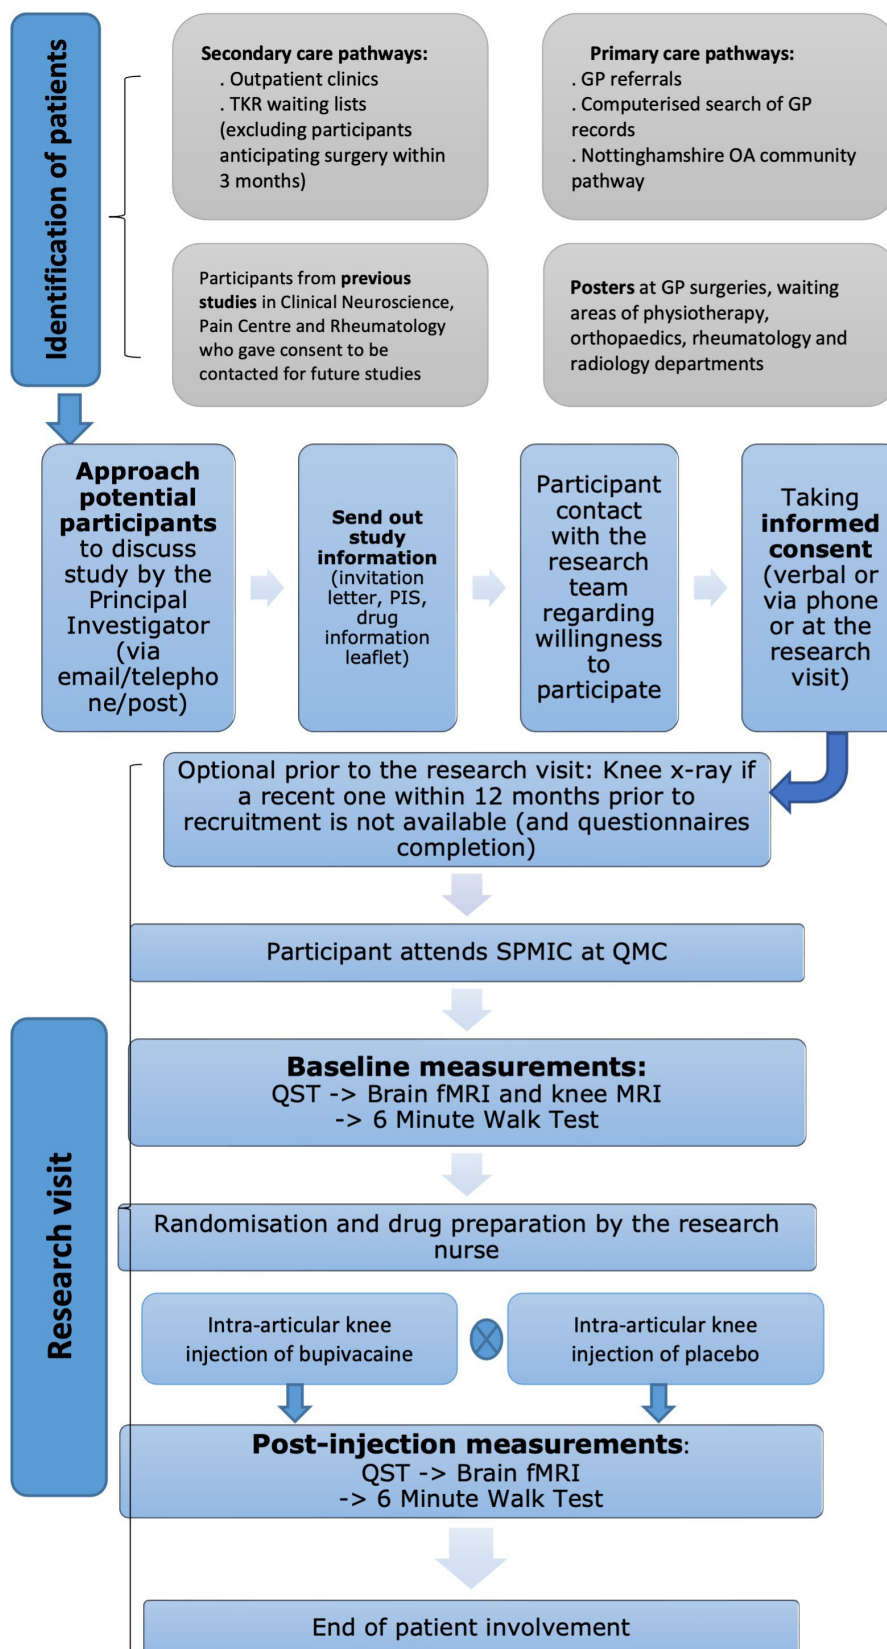 Identification of patients
Secondary care pathways:
. Outpatient clinics
. TKR waiting lists
(excluding participants
anticipating surgery within
3 months)
Primary care pathways:
. GP referrals
. Computerised search of GP
records
. Nottinghamshire OA community
pathway
Participants from previous
studies in Clinical Neuroscience,
Pain Centre and Rheumatology
who gave consent to be
contacted for future studies
Posters at GP surgeries, waiting
areas of physiotherapy,
orthopaedics, rheumatology and
radiology departments
Approach
potential
participants
to discuss
study by the
Principal
Investigator
(via
email/telepho
ne/post)
Send out
study
information
(invitation
letter, PIS,
drug
information
leaflet)
Participant
contact
with the
research
team
regarding
willingness
to
participate
Taking
informed
consent
(verbal or
via phone
or at the
research
visit)
Research visit
Optional prior to the research visit: Knee x-ray if
a recent one within 12 months prior to
recruitment is not available (and questionnaires
completion)
Participant attends SPMIC at QMC
Baseline measurements:
QST -> Brain fMRI and knee MRI
-> 6 Minute Walk Test
Randomisation and drug preparation by the research
nurse
Intra-articular knee
injection of bupivacaine
Intra-articular knee
injection of placebo
Post-injection measurements:
QST -> Brain fMRI
-> 6 Minute Walk Test
End of patient involvement